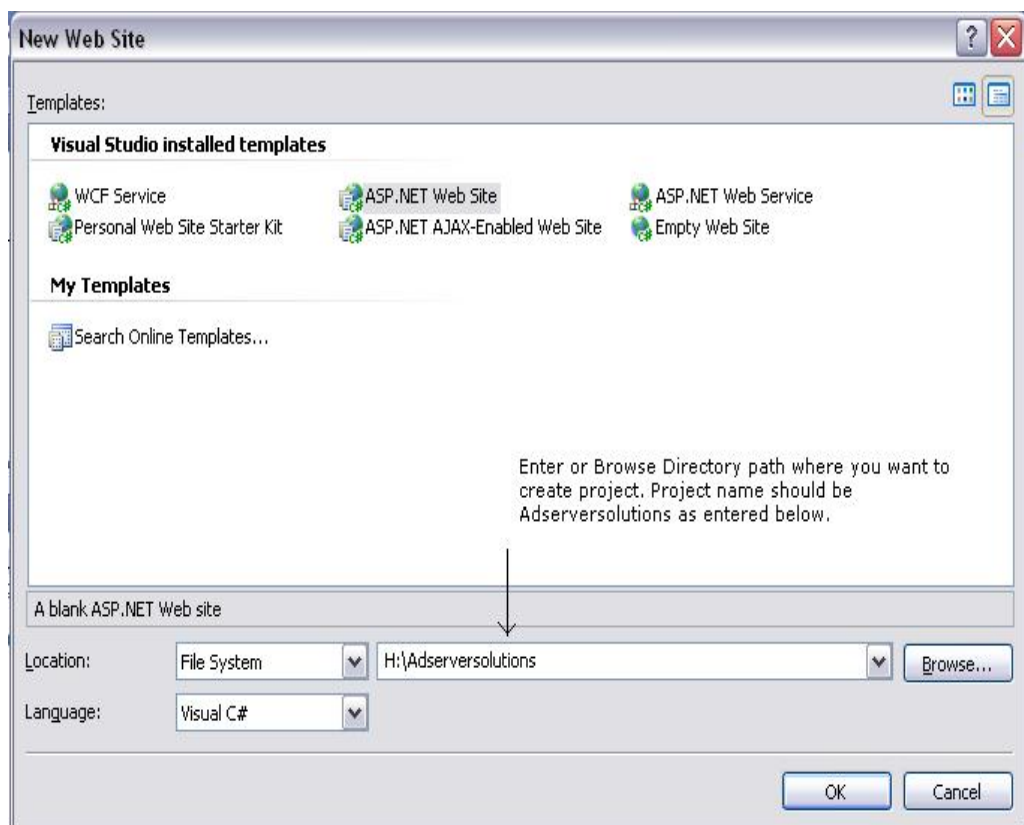 New Web Site
Templates:
Visual Studio installed templates
WCF Service
ASP.NET Web Site
ASP.NET Web Service
Personal Web Site Starter Kit
ASP.NET AJAX-Enabled Web Site
Empty Web Site
My Templates
Search Online Templates...
Enter or Browse Directory path where you want to
create project. Project name should be
Adserversolutions as entered below.
A blank ASP.NET Web site
Location:
File System
H:\Adserversolutions
Browse...
Language:
Visual C#
OK
Cancel